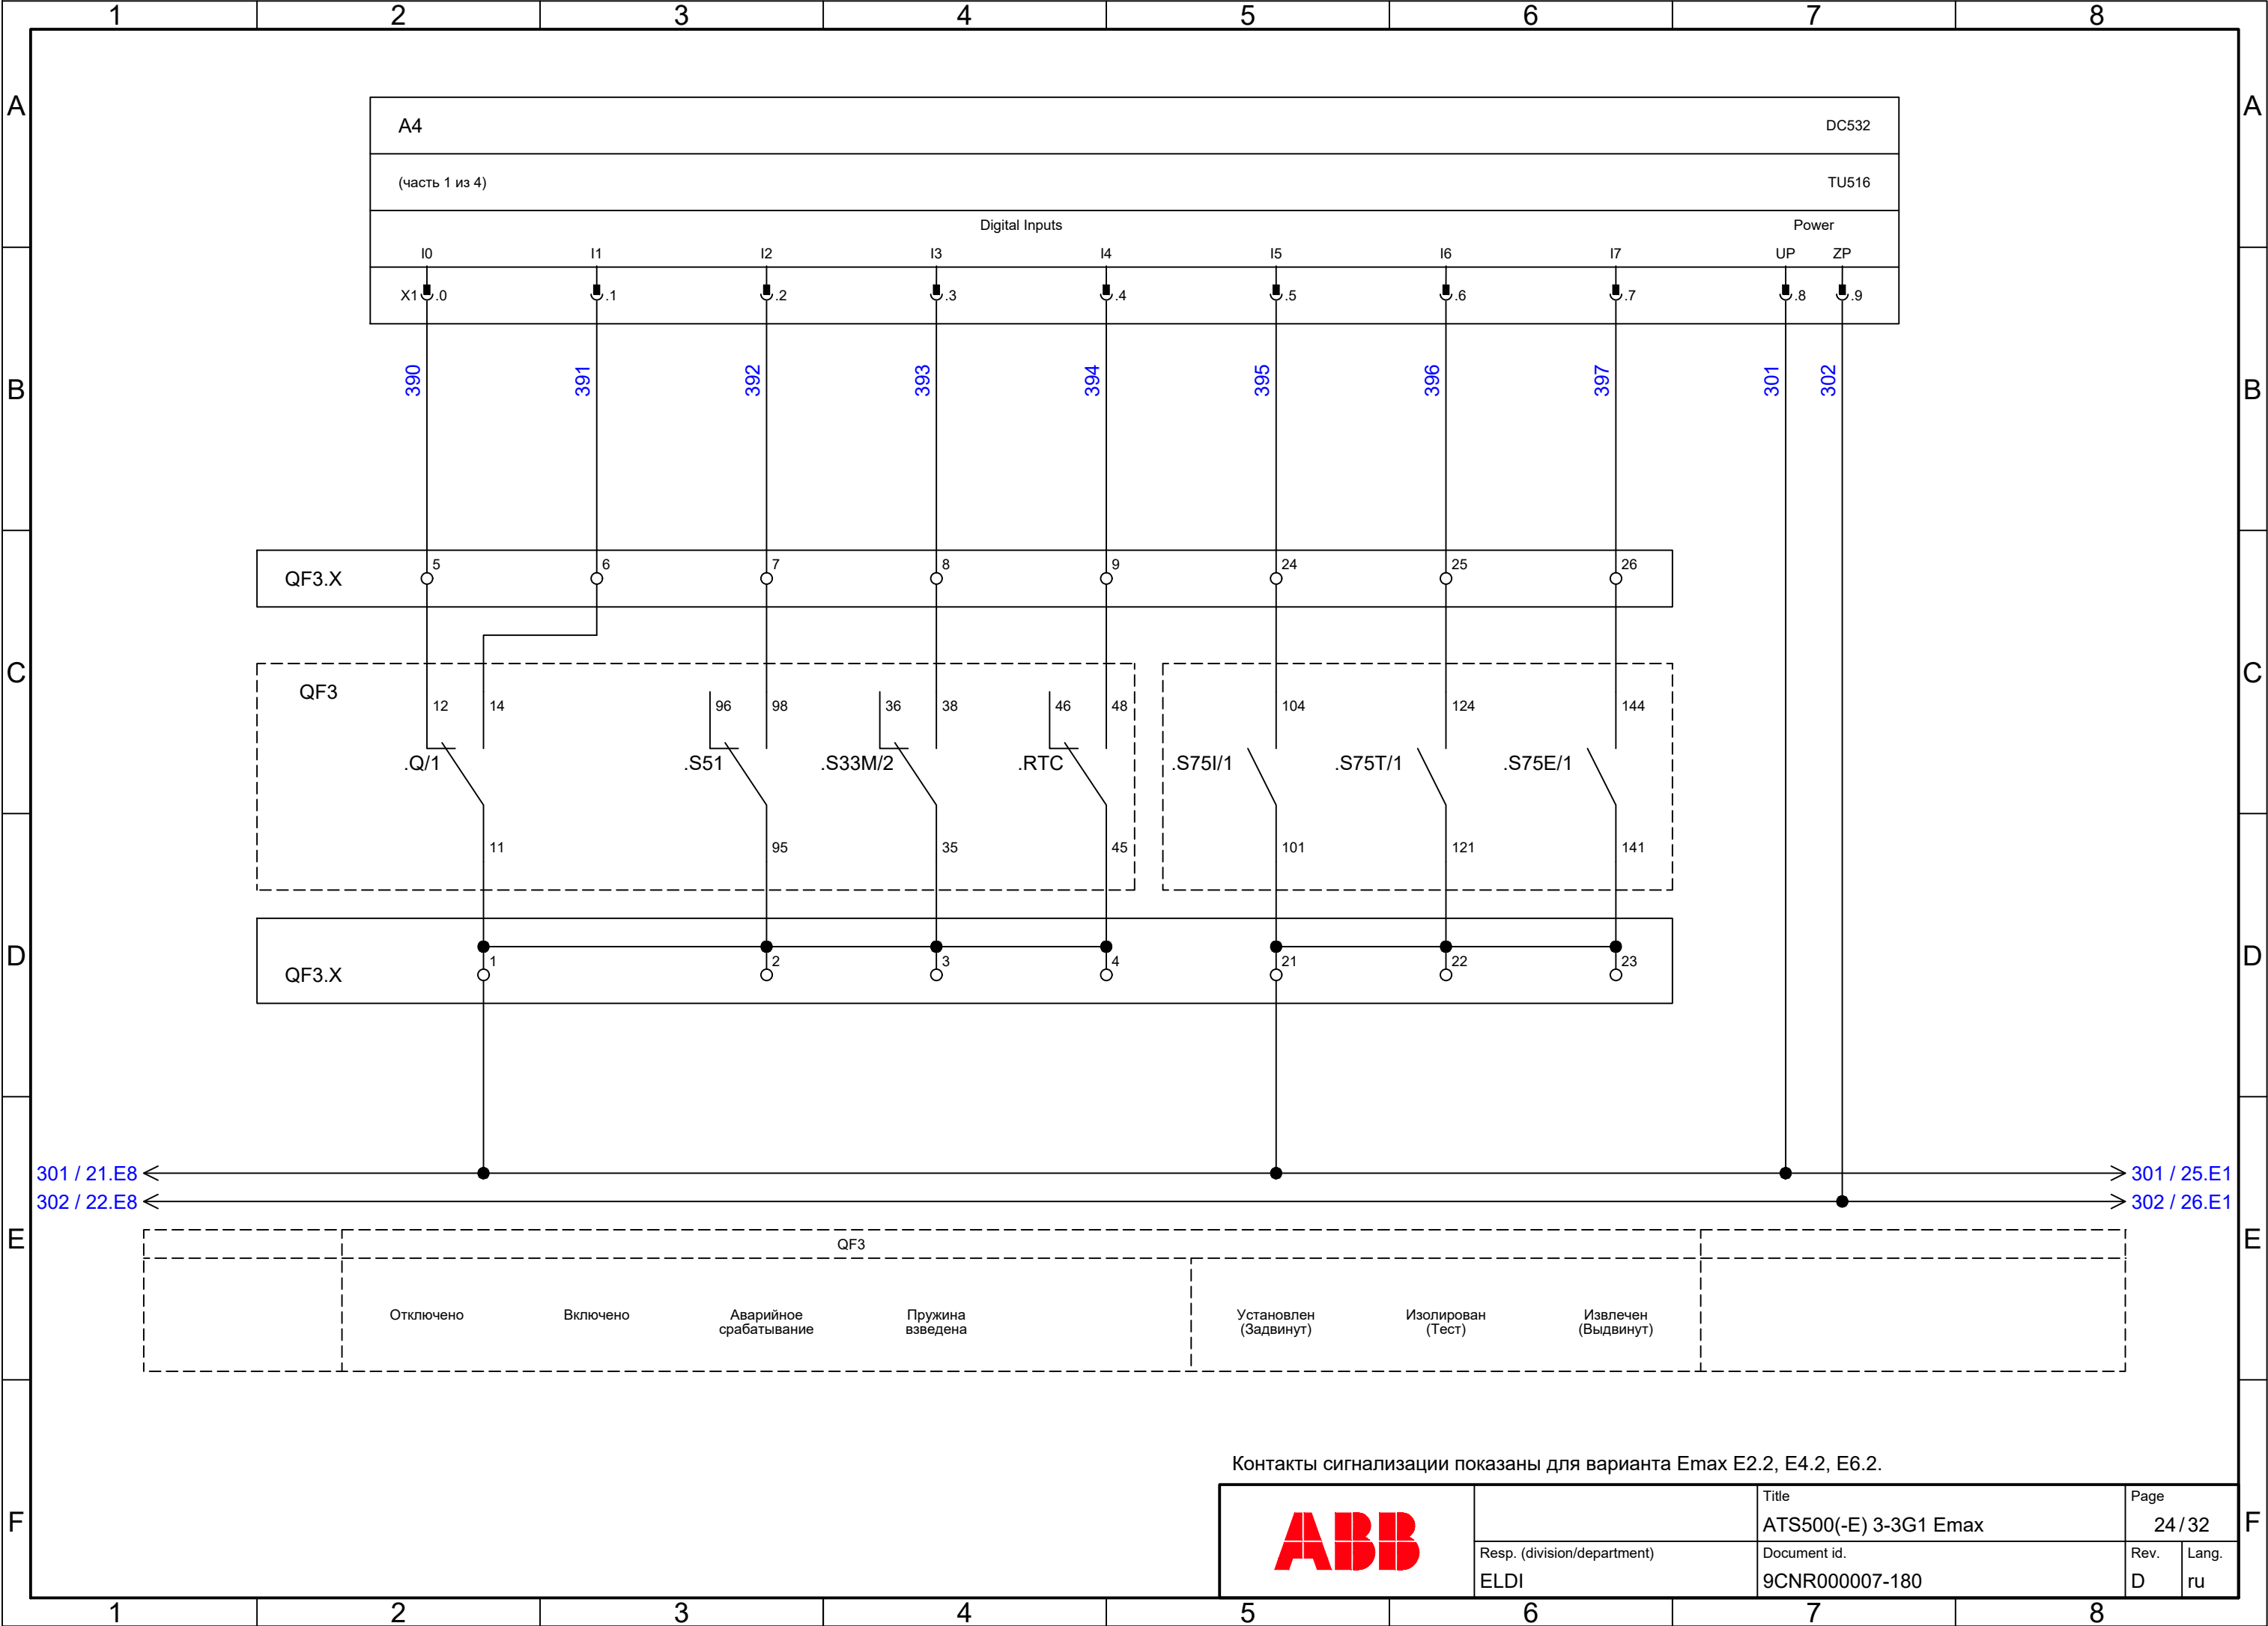 1 2 3 4 5 6 7 8
A A
A4 DC532
(часть 1 из 4) TU516
Digital Inputs Power
I0 I1 I2 I3 I4 I5 I6 I7 UP ZP
X1 .0 .1 .2 .3 .4 .5 .6 .7 .8 .9
B 390 391 392 393 394 395 396 397 301 302 B
QF3.X 5 6 7 8 9 24 25 26
C C
QF3
12 14 96 98 36 38 46 48 104 124 144
.Q/1 .S51 .S33M/2 .RTC .S75I/1 .S75T/1 .S75E/1
11 95 35 45 101 121 141
D D
QF3.X 1 2 3 4 21 22 23
301 / 21.E8 301 / 25.E1
302 / 22.E8 302 / 26.E1
E E
QF3
Отключено Включено Аварийное Пружина Установлен Изолирован Извлечен
срабатывание взведена (Задвинут) (Тест) (Выдвинут)
Контакты сигнализации показаны для варианта Emax E2.2, E4.2, E6.2.
F F
ABB
Title Page
ATS500(-E) 3-3G1 Emax 24 / 32
Resp. (division/department) Document id. Rev. Lang.
ELDI 9CNR000007-180 D ru
1 2 3 4 5 6 7 8